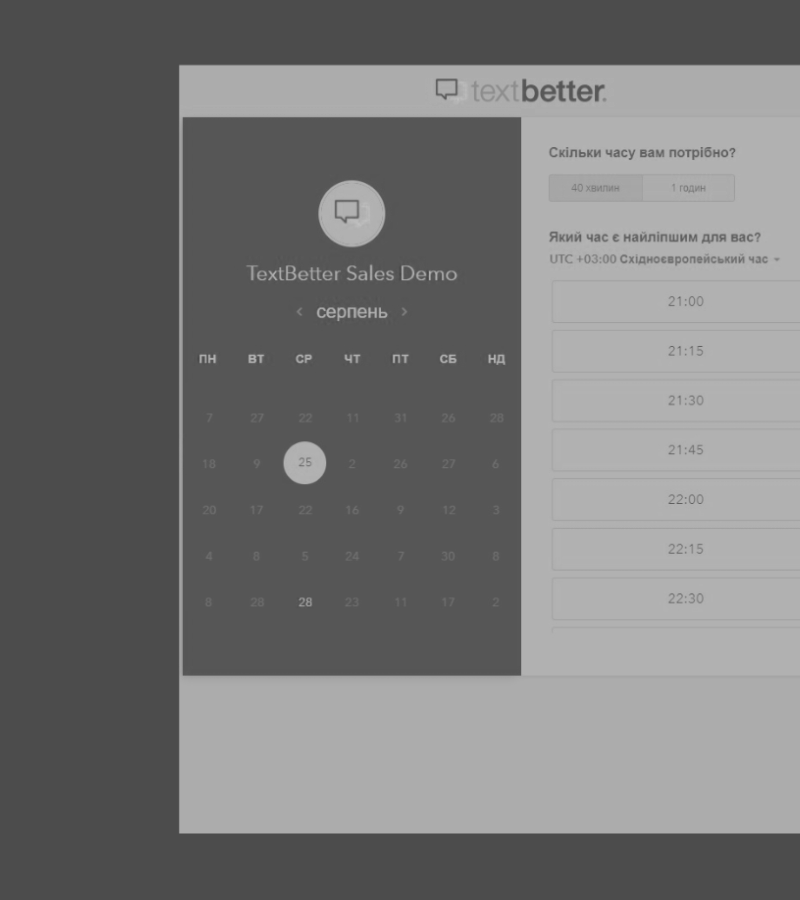 textbetter.
TextBetter Sales Demo
серпень
ПН ВТ СР ЧТ ПТ СБ НД
7 27 22 11 31 26 28
18 9 25 2 26 27 6
20 17 22 16 9 12 3
4 8 5 24 7 30 8
8 28 28 23 11 17 2
Скільки часу вам потрібно?
40 хвилин 1 годин
Який час є найліпшим для вас?
UTC +03:00 Східноєвропейський час
21:00
21:15
21:30
21:45
22:00
22:15
22:30